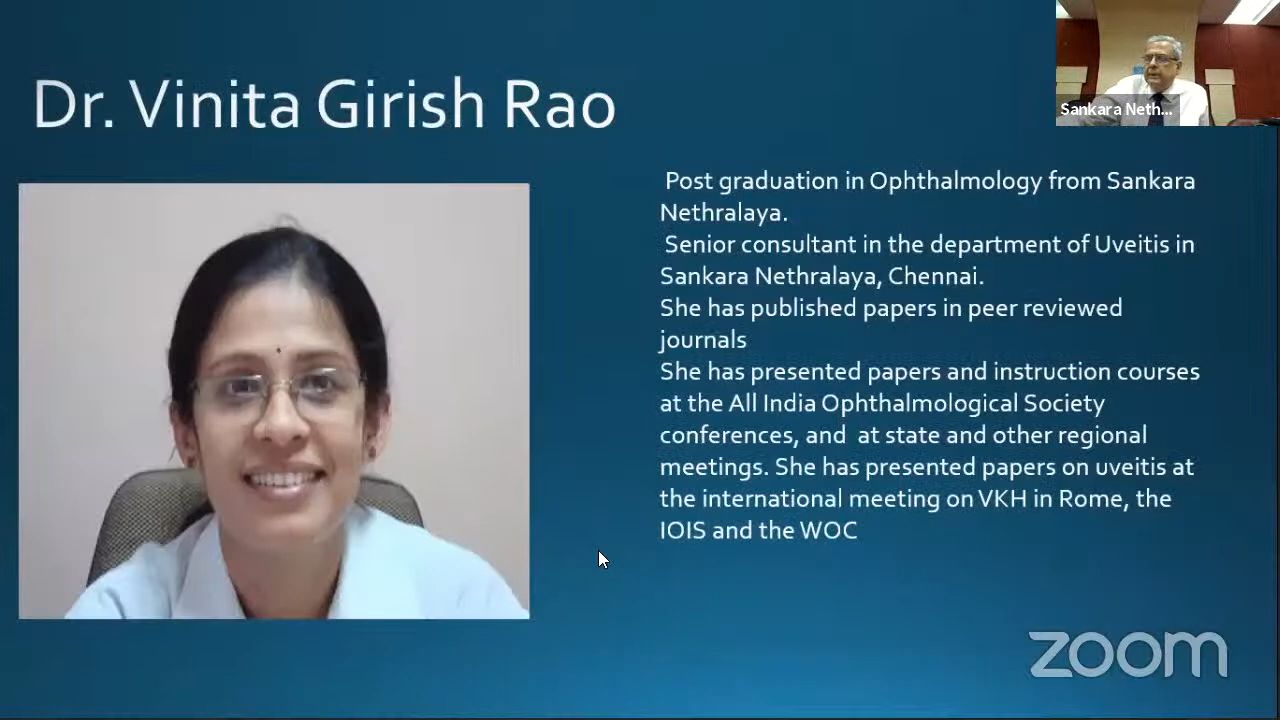 Dr. Vinita Girish Rao
Sankara Neth...
Post graduation in Ophthalmology from Sankara
Nethralaya.
Senior consultant in the department of Uveitis in
Sankara Nethralaya, Chennai.
She has published papers in peer reviewed
journals
She has presented papers and instruction courses
at the All India Ophthalmological Society
conferences, and at state and other regional
meetings. She has presented papers on uveitis at
the international meeting on VKH in Rome, the
IOIS and the WOC
zoom